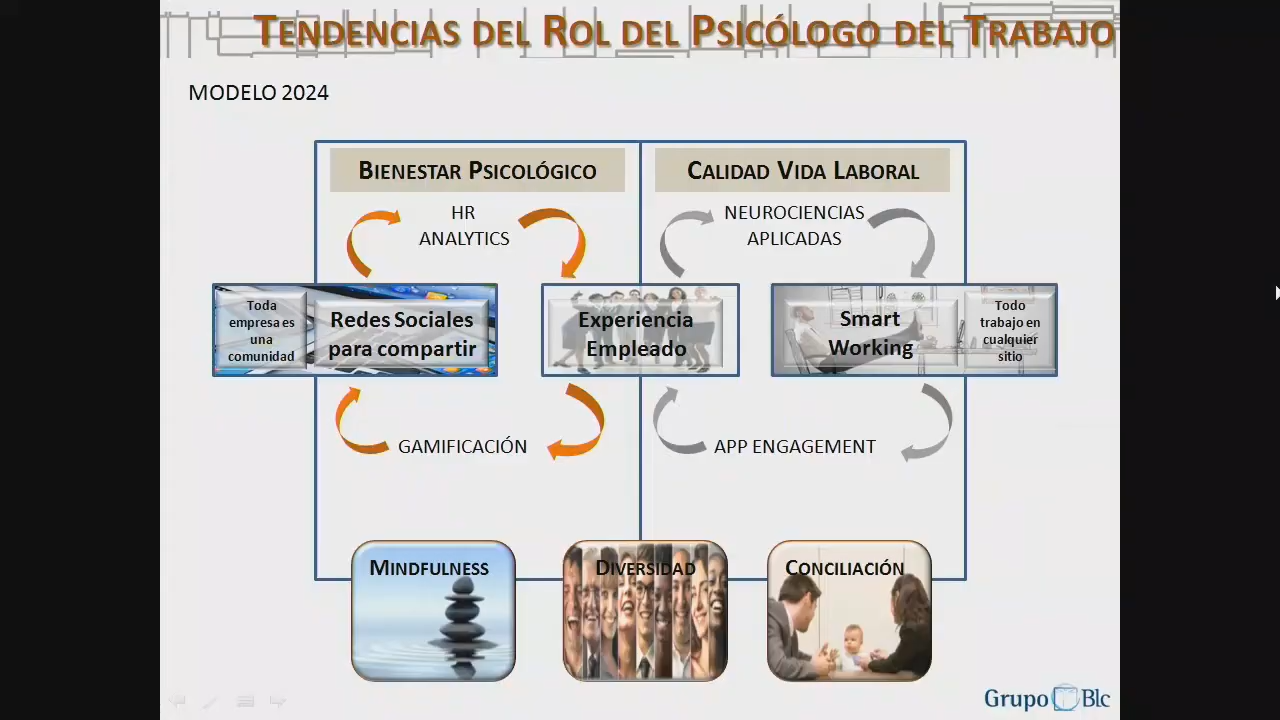 TENDENCIAS DEL ROL DEL PSICÓLOGO DEL TRABAJO
MODELO 2024
BIENESTAR PSICOLÓGICO
CALIDAD VIDA LABORAL
HR
ANALYTICS
NEUROCIENCIAS
APLICADAS
Toda
empresa es
una
comunidad
Redes Sociales
para compartir
Experiencia
Empleado
Smart
Working
Todo
trabajo en
cualquier
sitio
GAMIFICACIÓN
APP ENGAGEMENT
MINDFULNESS
DIVERSIDAD
CONCILIACIÓN
Grupo Blc